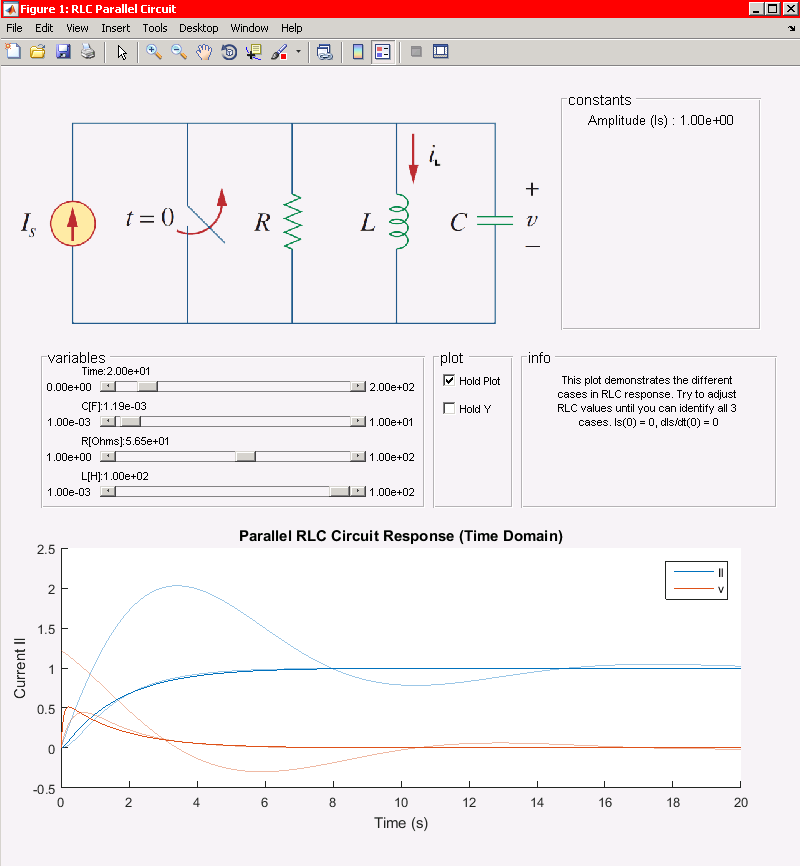 Figure 1: RLC Parallel Circuit
File Edit View Insert Tools Desktop Window Help
constants
Amplitude (Is) : 1.00e+00
iL
Is
t = 0
R
L
C
+
v
−
variables
Time:2.00e+01
0.00e+00 2.00e+02
C[F]:1.19e-03
1.00e-03 1.00e+01
R[Ohms]:5.65e+01
1.00e+00 1.00e+02
L[H]:1.00e+02
1.00e-03 1.00e+02
plot
Hold Plot
Hold Y
info
This plot demonstrates the different
cases in RLC response. Try to adjust
RLC values until you can identify all 3
cases. Is(0) = 0, dIs/dt(0) = 0
Parallel RLC Circuit Response (Time Domain)
2.5
2
1.5
1
0.5
0
-0.5
Current Il
Il
v
0 2 4 6 8 10 12 14 16 18 20
Time (s)